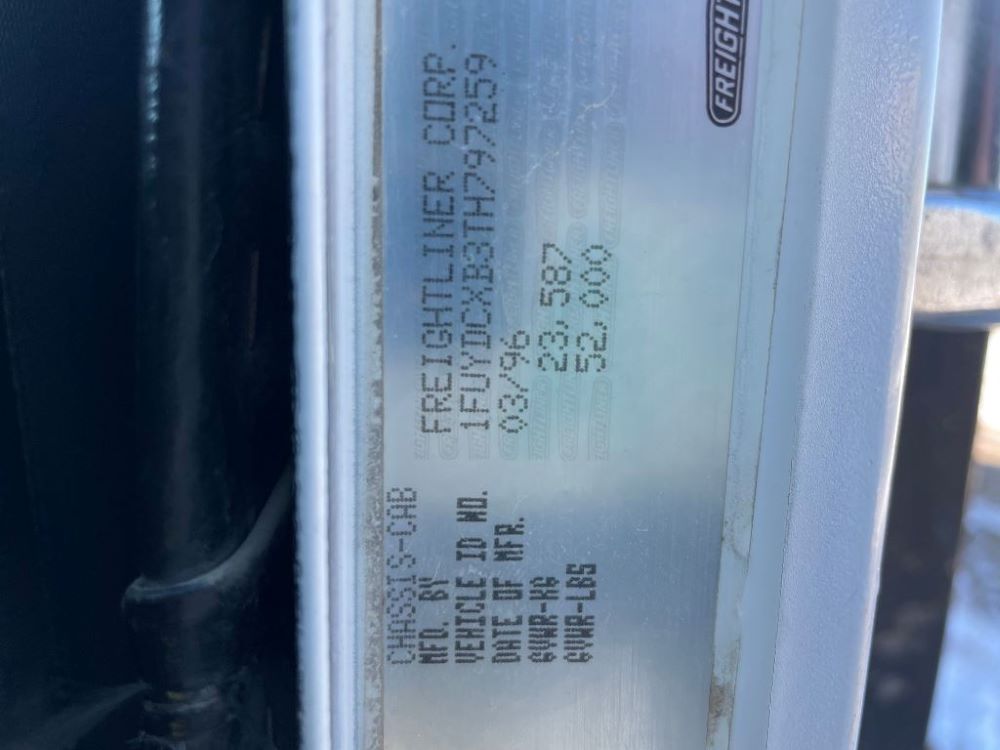 CHASSIS-CAB
MFD. BY FREIGHTLINER CORP.
VEHICLE ID NO. 1FUYDCXB3TH797259
DATE OF MFR. 03/96
GVWR-KG 23,587
GVWR-LBS 52,000
FREIGHT